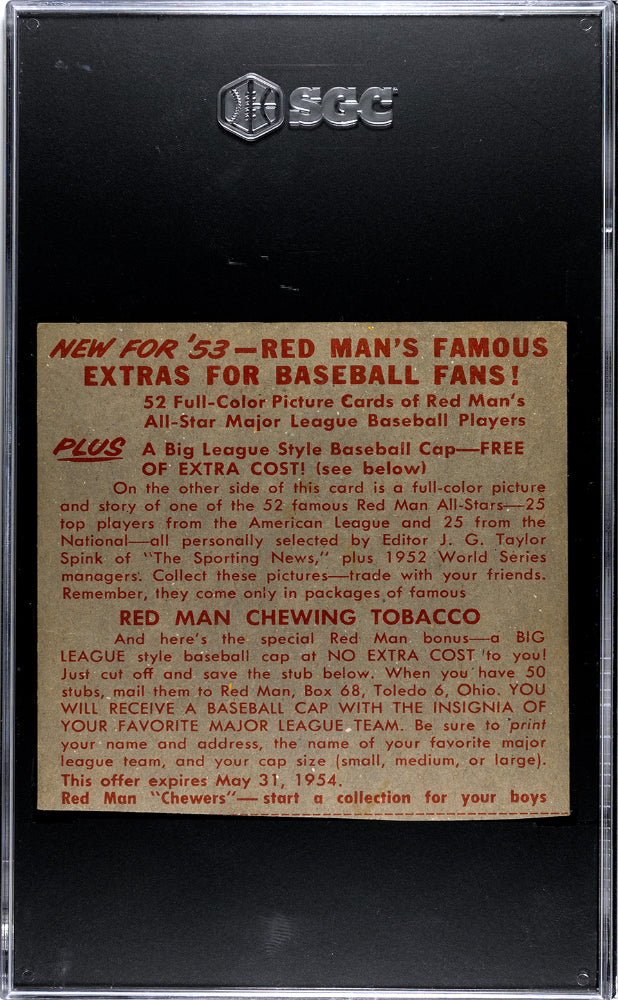 SGC
NEW FOR '53—RED MAN'S FAMOUS
EXTRAS FOR BASEBALL FANS!
52 Full-Color Picture Cards of Red Man's
All-Star Major League Baseball Players
PLUS A Big League Style Baseball Cap—FREE
OF EXTRA COST! (see below)
On the other side of this card is a full-color picture
and story of one of the 52 famous Red Man All-Stars—25
top players from the American League and 25 from the
National—all personally selected by Editor J. G. Taylor
Spink of "The Sporting News," plus 1952 World Series
managers. Collect these pictures—trade with your friends.
Remember, they come only in packages of famous
RED MAN CHEWING TOBACCO
And here's the special Red Man bonus—a BIG
LEAGUE style baseball cap at NO EXTRA COST to you!
Just cut off and save the stub below. When you have 50
stubs, mail them to Red Man, Box 68, Toledo 6, Ohio. YOU
WILL RECEIVE A BASEBALL CAP WITH THE INSIGNIA OF
YOUR FAVORITE MAJOR LEAGUE TEAM. Be sure to print
your name and address, the name of your favorite major
league team, and your cap size (small, medium, or large).
This offer expires May 31, 1954.
Red Man "Chewers"—start a collection for your boys